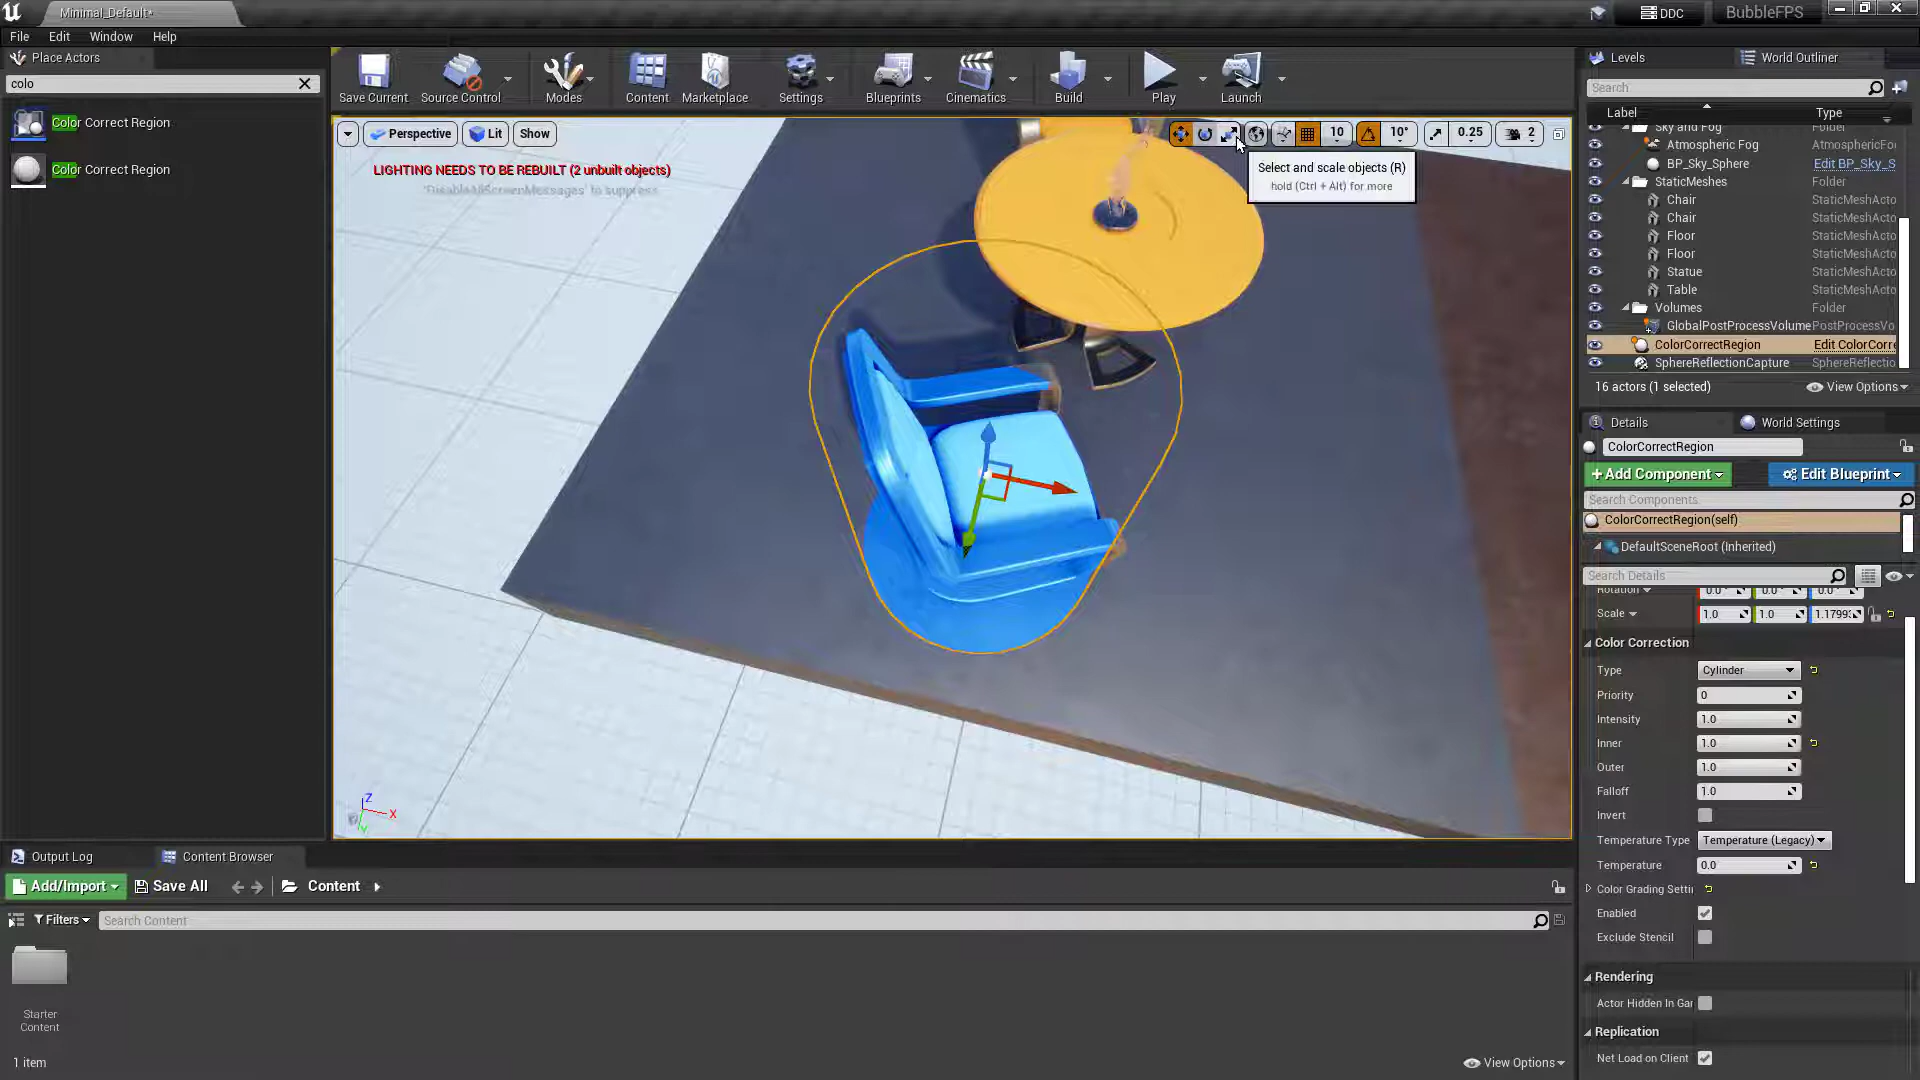 Minimal_Default*
DDC
BubbleFPS
File
Edit
Window
Help
Place Actors
colo
Color Correct Region
Color Correct Region
Save Current
Source Control
Modes
Content
Marketplace
Settings
Blueprints
Cinematics
Build
Play
Launch
Perspective
Lit
Show
10
10°
0.25
2
LIGHTING NEEDS TO BE REBUILT (2 unbuilt objects)
'DisableAllScreenMessages' to suppress
Select and scale objects (R)
hold (Ctrl + Alt) for more
Z
X
Y
Levels
World Outliner
Search
Label
Type
Sky and Fog
Folder
Atmospheric Fog
AtmosphericFo
BP_Sky_Sphere
Edit BP_Sky_S
StaticMeshes
Folder
Chair
StaticMeshActo
Chair
StaticMeshActo
Floor
StaticMeshActo
Floor
StaticMeshActo
Statue
StaticMeshActo
Table
StaticMeshActo
Volumes
Folder
GlobalPostProcessVolume
PostProcessVo
ColorCorrectRegion
Edit ColorCorre
SphereReflectionCapture
SphereReflectio
16 actors (1 selected)
View Options
Details
World Settings
ColorCorrectRegion
+Add Component
Edit Blueprint
Search Components
ColorCorrectRegion(self)
DefaultSceneRoot (Inherited)
Search Details
Rotation
0.0
0.0
0.0
Scale
1.0
1.0
Color Correction
Type
Cylinder
Priority
0
Intensity
1.0
Inner
1.0
Outer
1.0
Falloff
1.0
Invert
Temperature Type
Temperature (Legacy)
Temperature
0.0
Color Grading Setti
Enabled
Exclude Stencil
Rendering
Actor Hidden In Gar
Replication
Net Load on Client
Output Log
Content Browser
Add/Import
Save All
Content
Filters
Search Content
Starter
Content
1 item
View Options